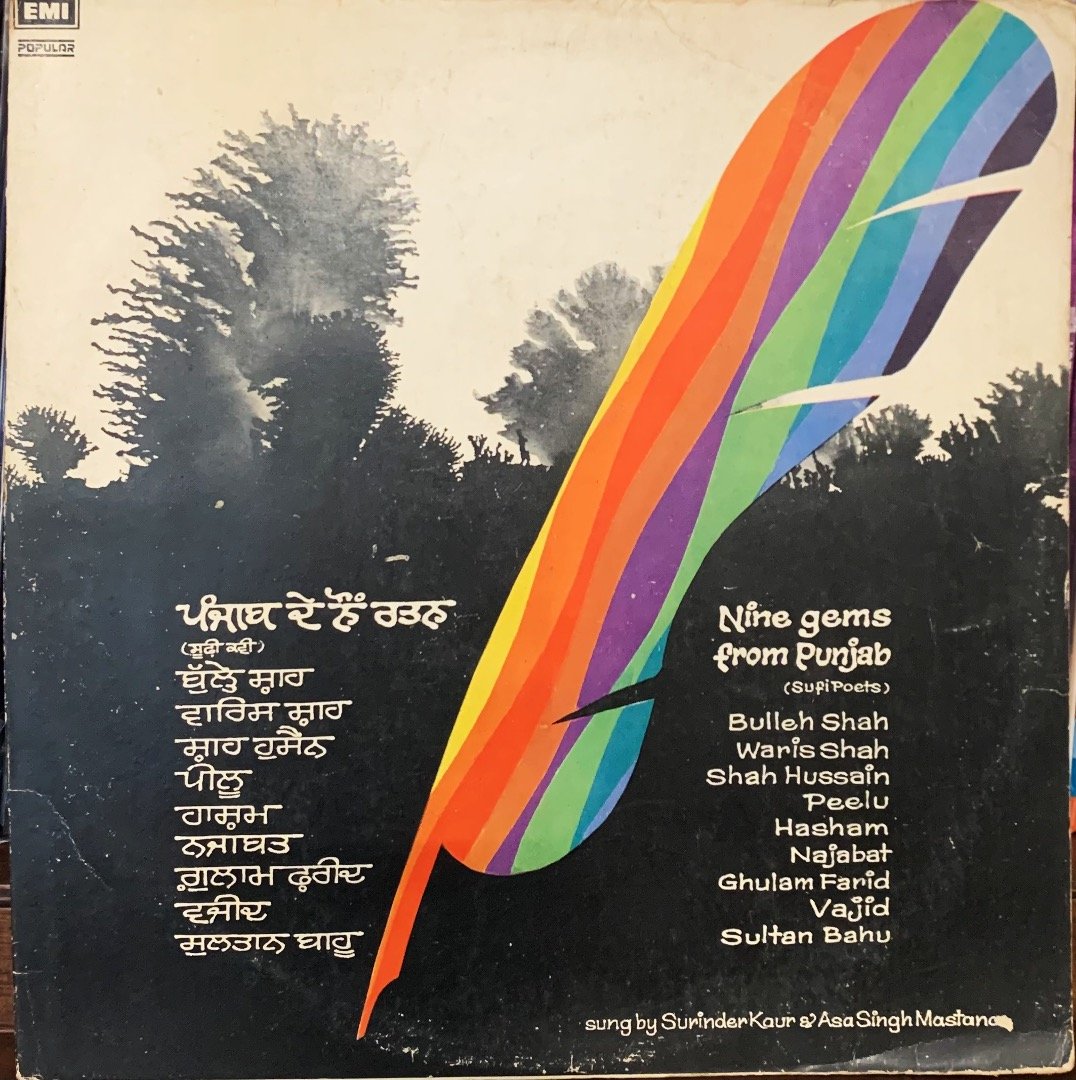 EMI
POPULAR
ਪੰਜਾਬ ਦੇ ਨੌਂ ਰਤਨ
(ਸੂਫ਼ੀ ਕਵੀ)
ਬੁੱਲ੍ਹੇ ਸ਼ਾਹ
ਵਾਰਿਸ ਸ਼ਾਹ
ਸ਼ਾਹ ਹੁਸੈਨ
ਪੀਲੂ
ਹਾਸ਼ਮ
ਨਜਾਬਤ
ਗ਼ੁਲਾਮ ਫ਼ਰੀਦ
ਵਜੀਦ
ਸੁਲਤਾਨ ਬਾਹੂ
Nine gems
from Punjab
(Sufi Poets)
Bulleh Shah
Waris Shah
Shah Hussain
Peelu
Hasham
Najabat
Ghulam Farid
Vajid
Sultan Bahu
sung by Surinder Kaur & Asa Singh Mastana